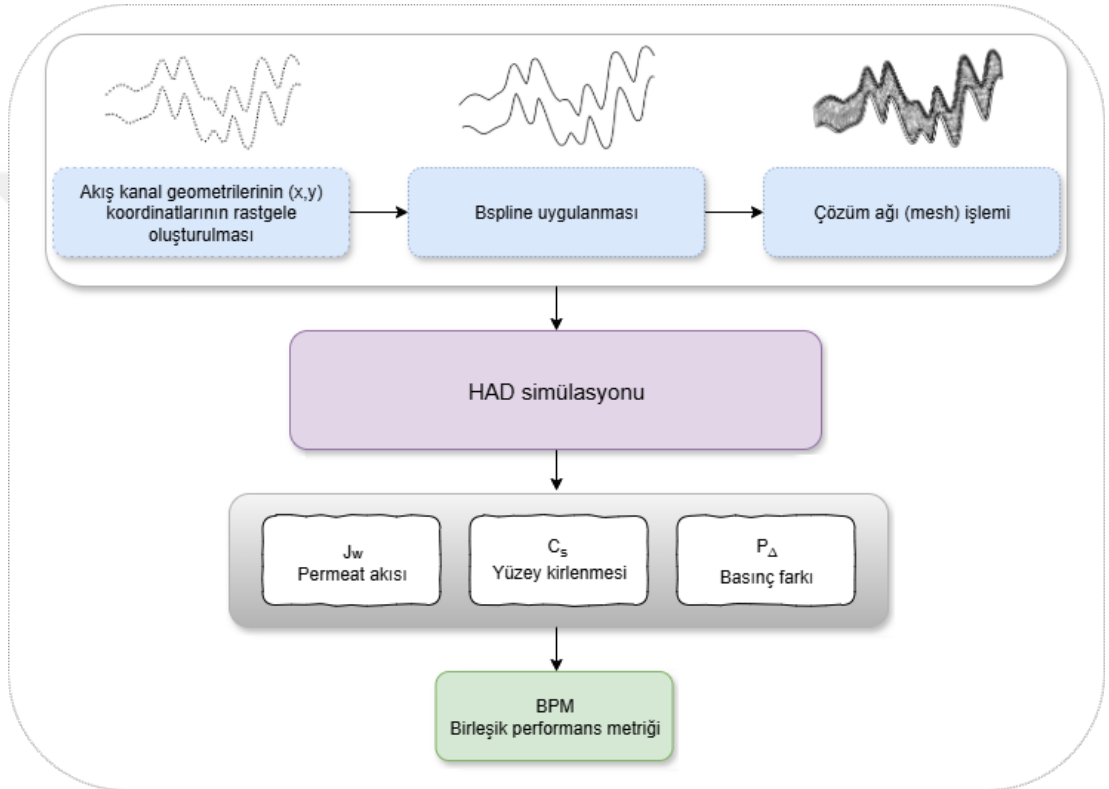 Akış kanal geometrilerinin (x,y)
koordinatlarının rastgele
oluşturulması
Bspline uygulanması
Çözüm ağı (mesh) işlemi
HAD simülasyonu
Jw
Permeat akısı
Cs
Yüzey kirlenmesi
PΔ
Basınç farkı
BPM
Birleşik performans metriği